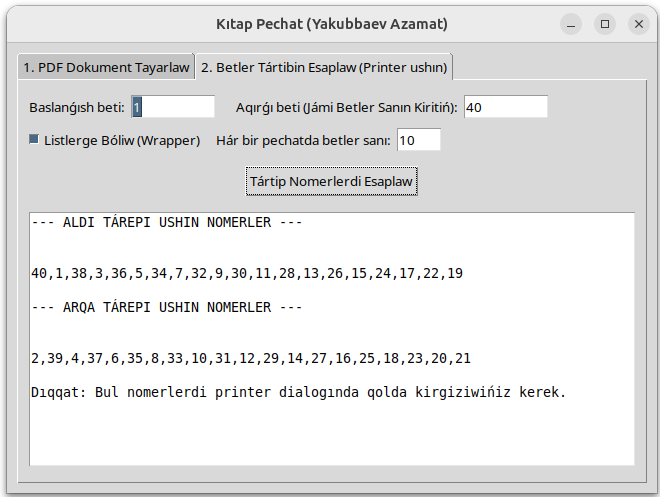 Kıtap Pechat (Yakubbaev Azamat)
1. PDF Dokument Tayarlaw
2. Betler Tártibin Esaplaw (Printer ushın)
Baslanǵısh beti: 1 Aqırǵı beti (Jámi Betler Sanın Kiritiń): 40
Listlerge Bóliw (Wrapper) Hár bir pechatda betler sanı: 10
Tártip Nomerlerdi Esaplaw
--- ALDI TÁREPI USHIN NOMERLER ---
40,1,38,3,36,5,34,7,32,9,30,11,28,13,26,15,24,17,22,19
--- ARQA TÁREPI USHIN NOMERLER ---
2,39,4,37,6,35,8,33,10,31,12,29,14,27,16,25,18,23,20,21
Dıqqat: Bul nomerlerdi printer dialogında qolda kirgiziwińiz kerek.